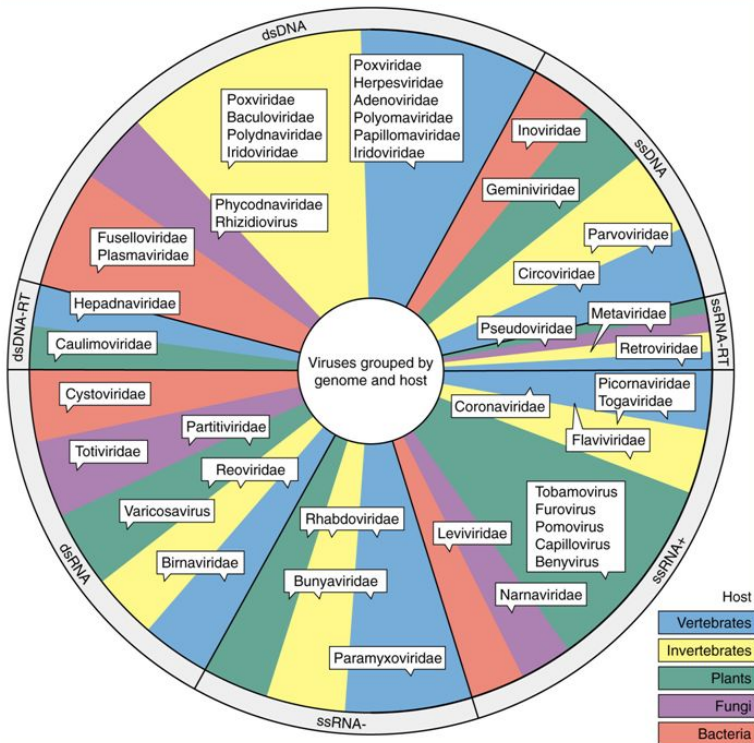 dsDNA
Poxviridae
Herpesviridae
Adenoviridae
Polyomaviridae
Papillomaviridae
Iridoviridae
Poxviridae
Baculoviridae
Polydnaviridae
Iridoviridae
Phycodnaviridae
Rhizidiovirus
Fuselloviridae
Plasmaviridae
ssDNA
Inoviridae
Geminiviridae
Parvoviridae
Circoviridae
dsDNA-RT
Hepadnaviridae
Caulimoviridae
ssRNA-RT
Pseudoviridae
Metaviridae
Retroviridae
Viruses grouped by
genome and host
dsRNA
Cystoviridae
Partitiviridae
Totiviridae
Reoviridae
Varicosavirus
Birnaviridae
ssRNA+
Picornaviridae
Togaviridae
Coronaviridae
Flaviviridae
Tobamovirus
Furovirus
Pomovirus
Capillovirus
Benyvirus
Leviviridae
Narnaviridae
ssRNA-
Rhabdoviridae
Bunyaviridae
Paramyxoviridae
Host
Vertebrates
Invertebrates
Plants
Fungi
Bacteria